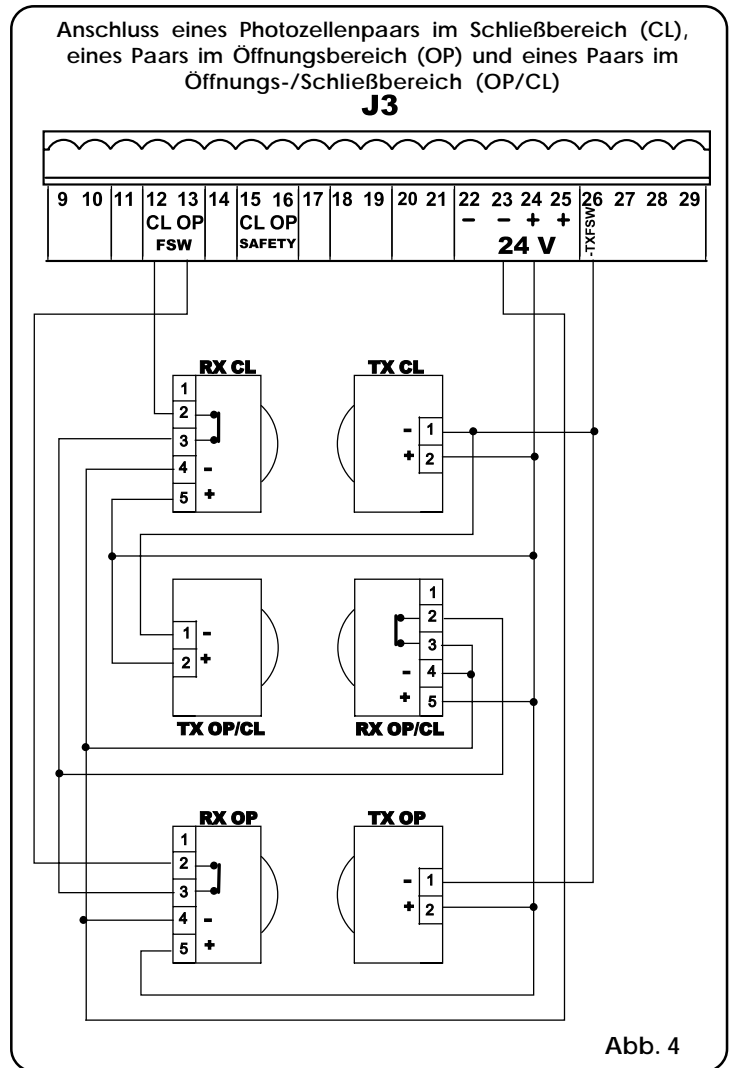 Anschluss eines Photozellenpaars im Schließbereich (CL),
eines Paars im Öffnungsbereich (OP) und eines Paars im
Öffnungs-/Schließbereich (OP/CL)
J3
9 10 11 12 13 14 15 16 17 18 19 20 21 22 23 24 25 26 27 28 29
CL OP CL OP - - + + -TXFSW
FSW SAFETY 24 V
RX CL TX CL
1
2
3
4 -
5 +
- 1
+ 2
1 -
2 +
TX OP/CL
1
2
3
- 4
+ 5
RX OP/CL
RX OP TX OP
1
2
3
4 -
5 +
- 1
+ 2
Abb. 4